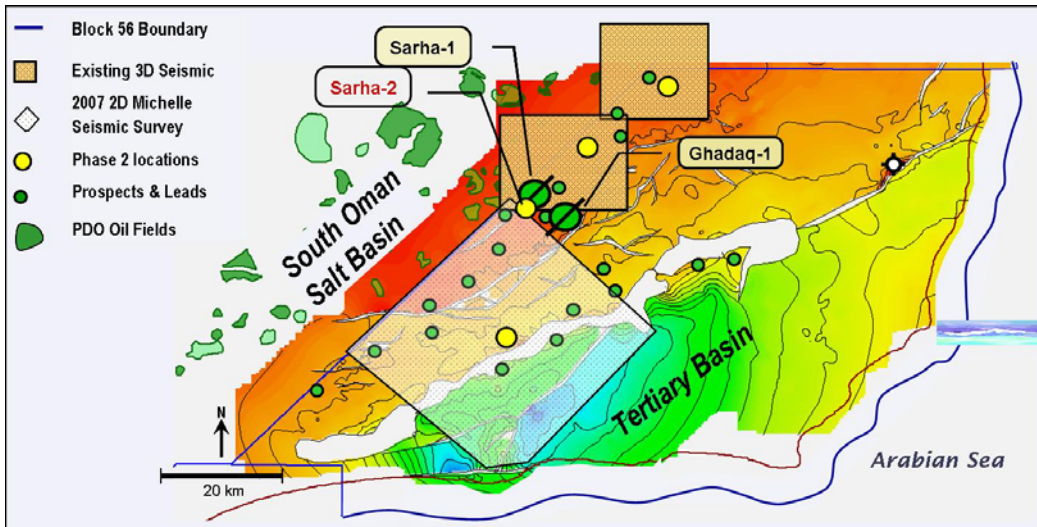 Block 56 Boundary
Existing 3D Seismic
2007 2D Michelle
Seismic Survey
Phase 2 locations
Prospects & Leads
PDO Oil Fields
Sarha-1
Sarha-2
Ghadaq-1
South Oman
Salt Basin
Tertiary Basin
Arabian Sea
N
20 km